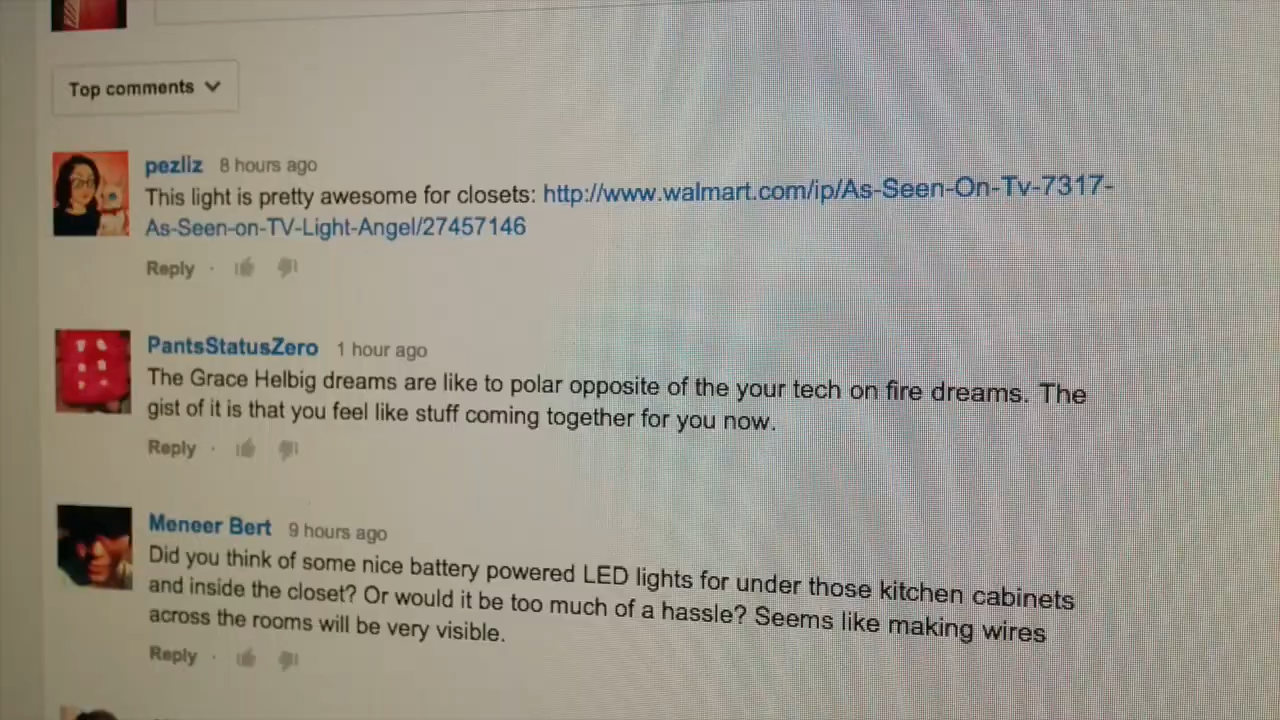 Top comments
pezliz 8 hours ago
This light is pretty awesome for closets: http://www.walmart.com/ip/As-Seen-On-Tv-7317-
As-Seen-on-TV-Light-Angel/27457146
Reply ·
PantsStatusZero 1 hour ago
The Grace Helbig dreams are like to polar opposite of the your tech on fire dreams. The
gist of it is that you feel like stuff coming together for you now.
Reply ·
Meneer Bert 9 hours ago
Did you think of some nice battery powered LED lights for under those kitchen cabinets
and inside the closet? Or would it be too much of a hassle? Seems like making wires
across the rooms will be very visible.
Reply ·